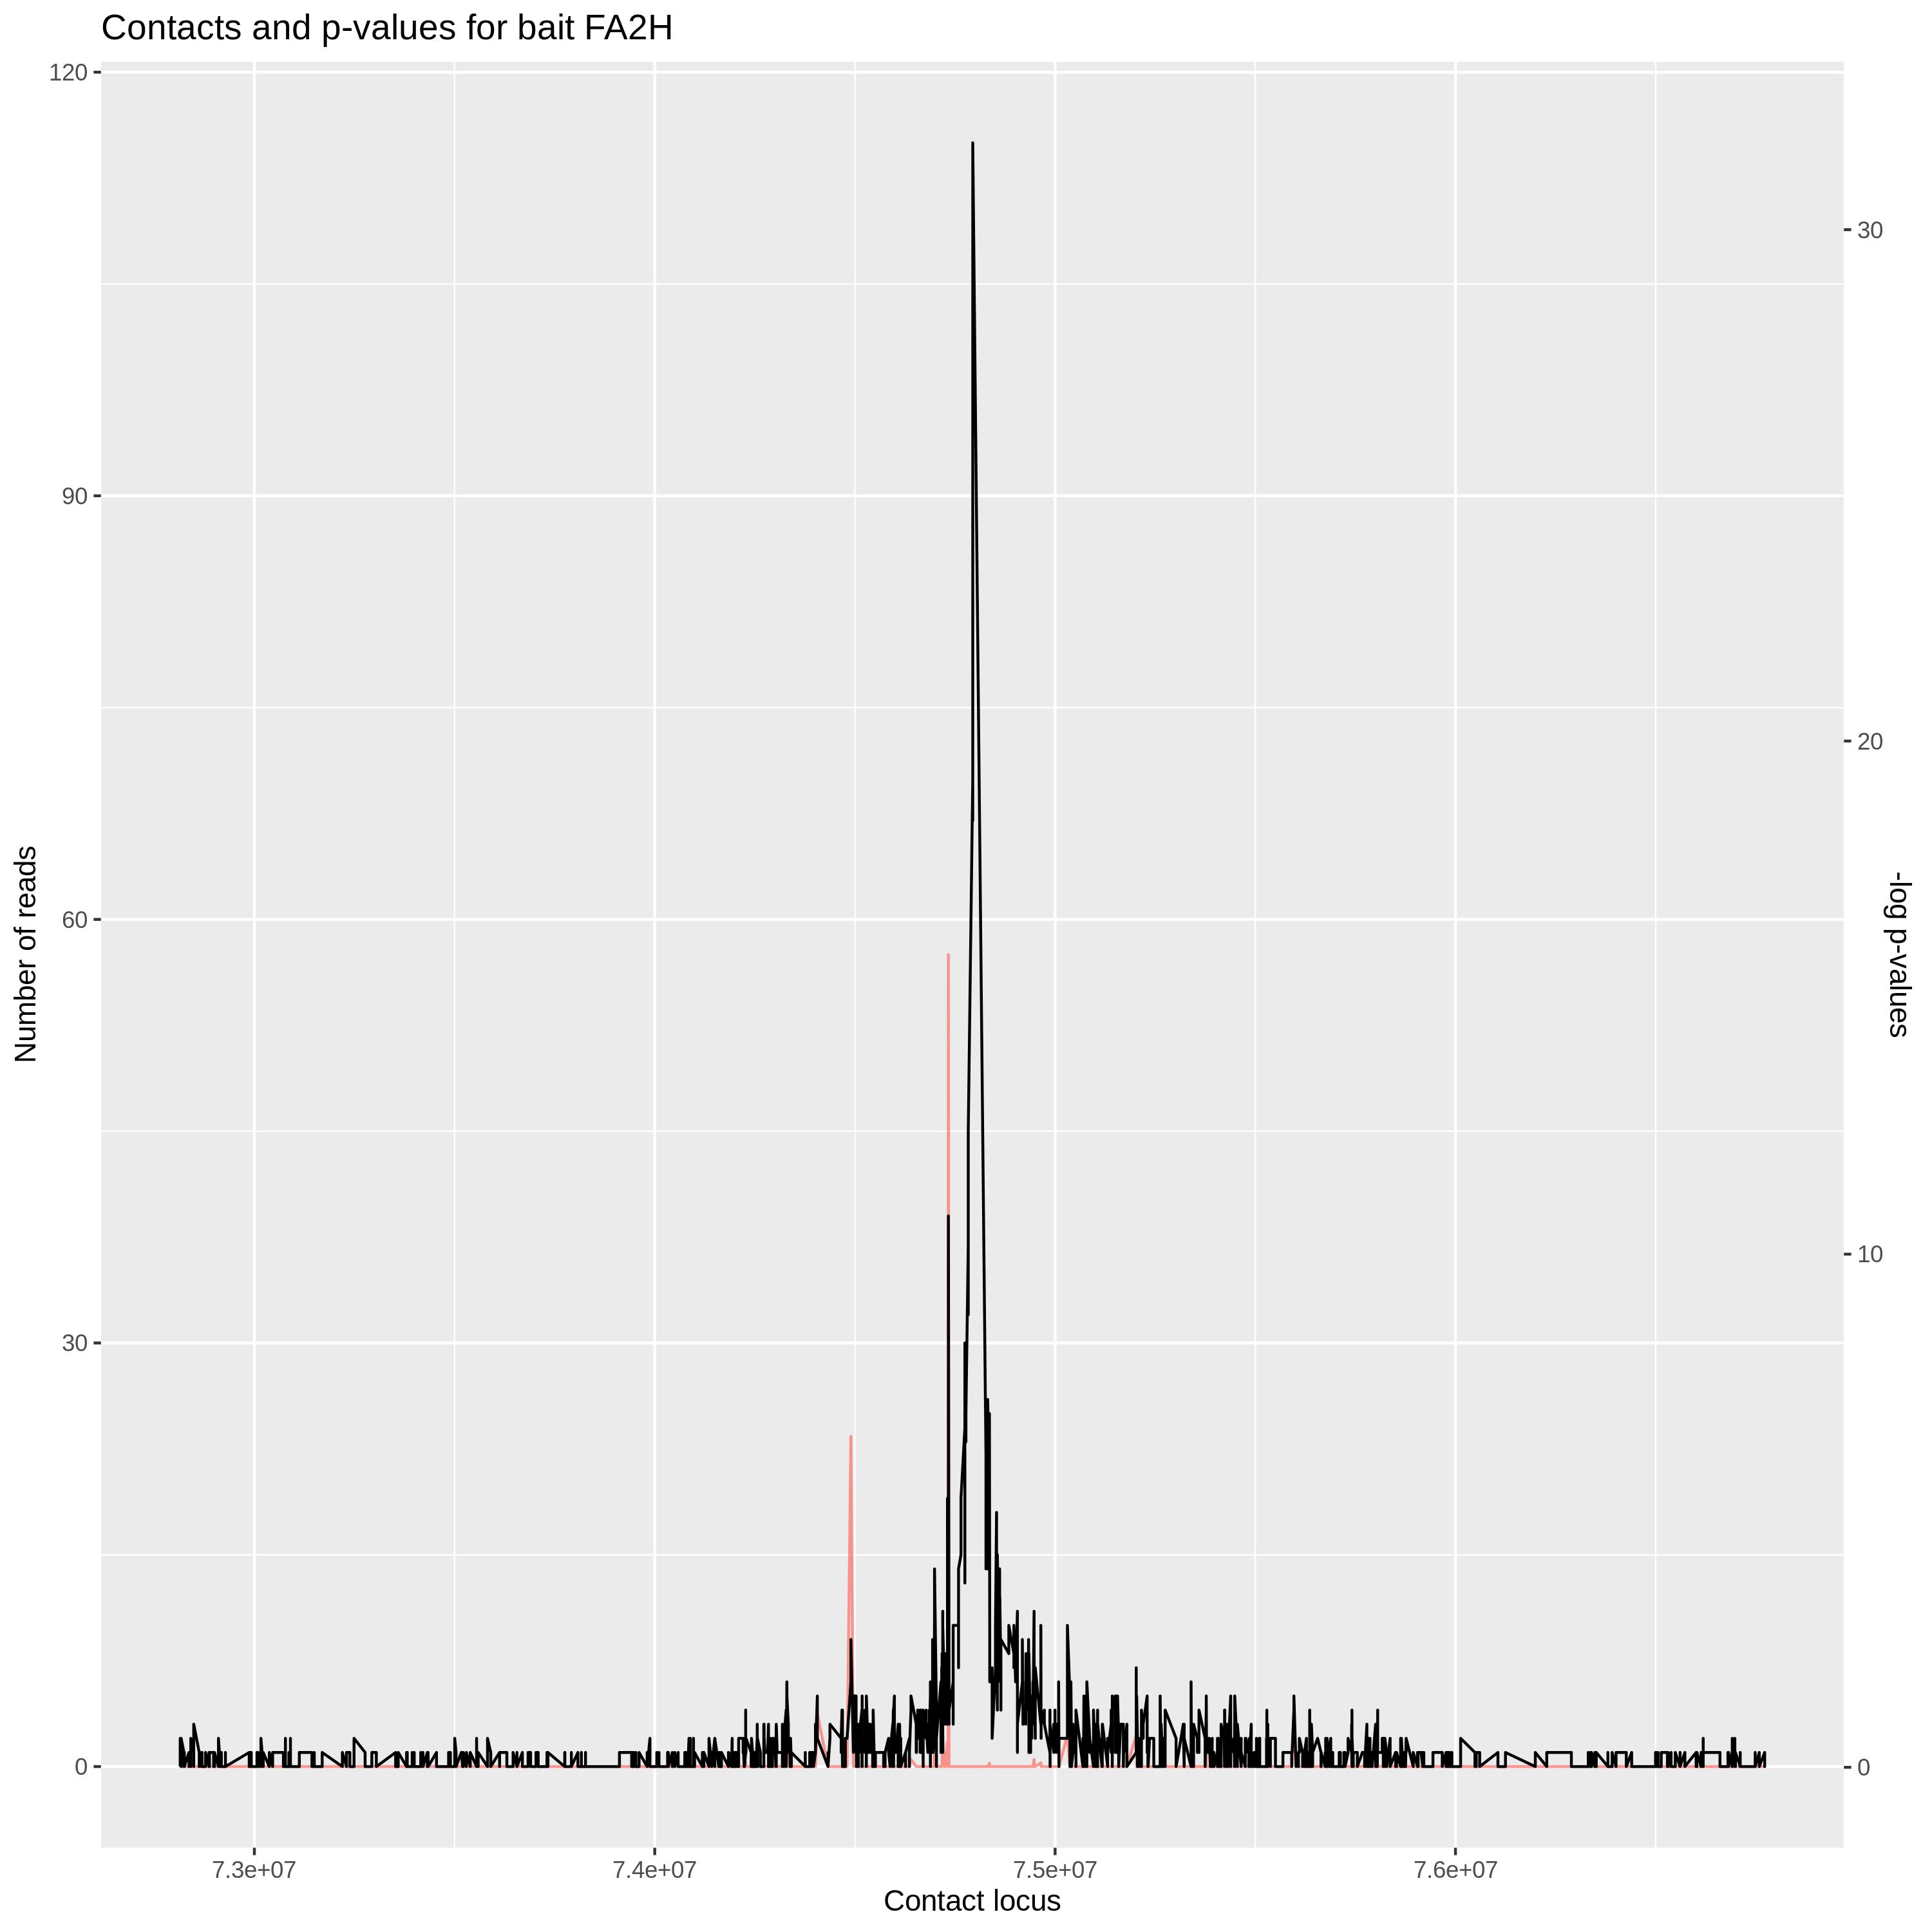 Contacts and p-values for bait FA2H
120
90
60
30
0
Number of reads
30
20
10
0
-log p-values
7.3e+07
7.4e+07
7.5e+07
7.6e+07
Contact locus